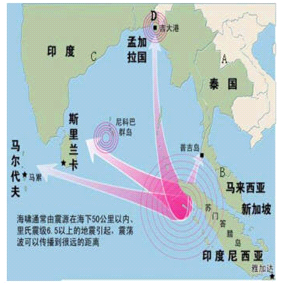 D
吉大港
孟加
拉国
印度
C
A
泰国
尼科巴
群岛
斯里兰卡
马尔代夫
马累
普吉岛
B
马来西亚
新加坡
苏门答腊岛
印度尼西亚
雅加达
海啸通常由震源在海下50公里以内、
里氏震级6.5以上的地震引起,震荡
波可以传播到很远的距离